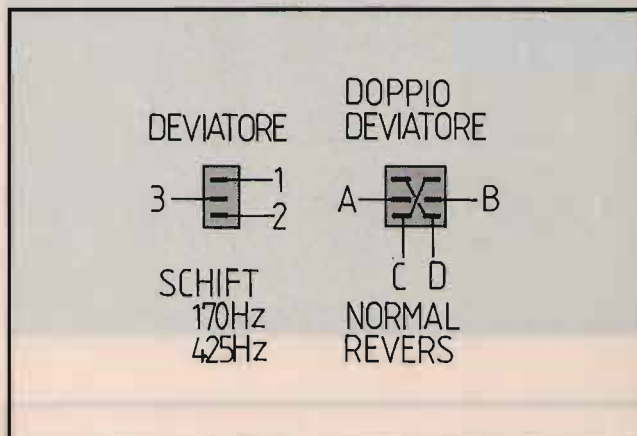 DEVIATORE
3
1
2
SCHIFT
170Hz
425Hz
DOPPIO
DEVIATORE
A
B
C D
NORMAL
REVERS